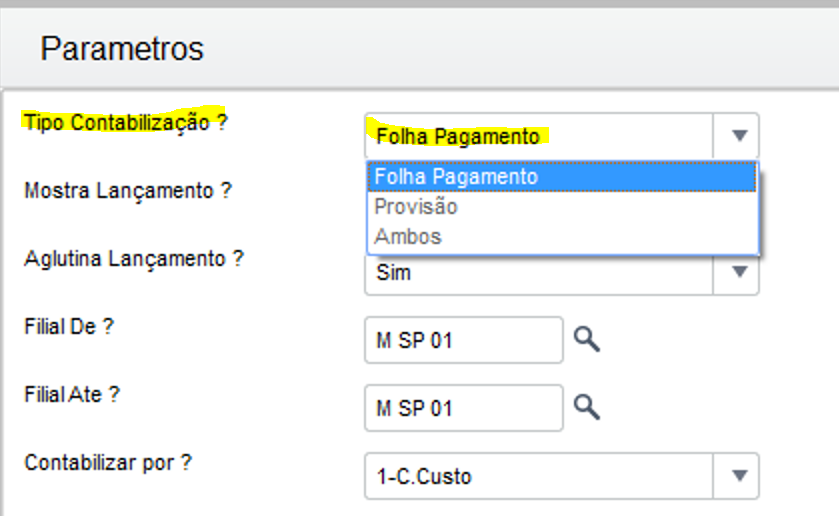 Parametros
Tipo Contabilização ? Folha Pagamento
Folha Pagamento
Mostra Lançamento ?
Provisão
Ambos
Aglutina Lançamento ? Sim
Filial De ? M SP 01
Filial Ate ? M SP 01
Contabilizar por ? 1-C.Custo